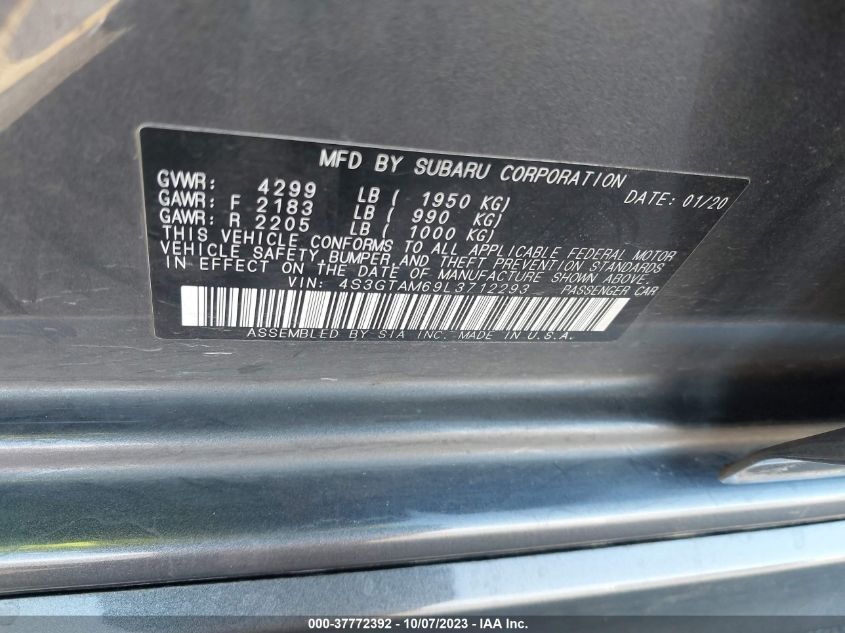 MFD BY SUBARU CORPORATION
GVWR: 4299 LB ( 1950 KG) DATE: 01/20
GAWR: F 2183 LB ( 990 KG)
GAWR: R 2205 LB ( 1000 KG)
THIS VEHICLE CONFORMS TO ALL APPLICABLE FEDERAL MOTOR
VEHICLE SAFETY, BUMPER, AND THEFT PREVENTION STANDARDS
IN EFFECT ON THE DATE OF MANUFACTURE SHOWN ABOVE.
VIN: 4S3GTAM69L3712293 PASSENGER CAR
ASSEMBLED BY SIA INC. MADE IN U.S.A.
000-37772392 - 10/07/2023 - IAA Inc.